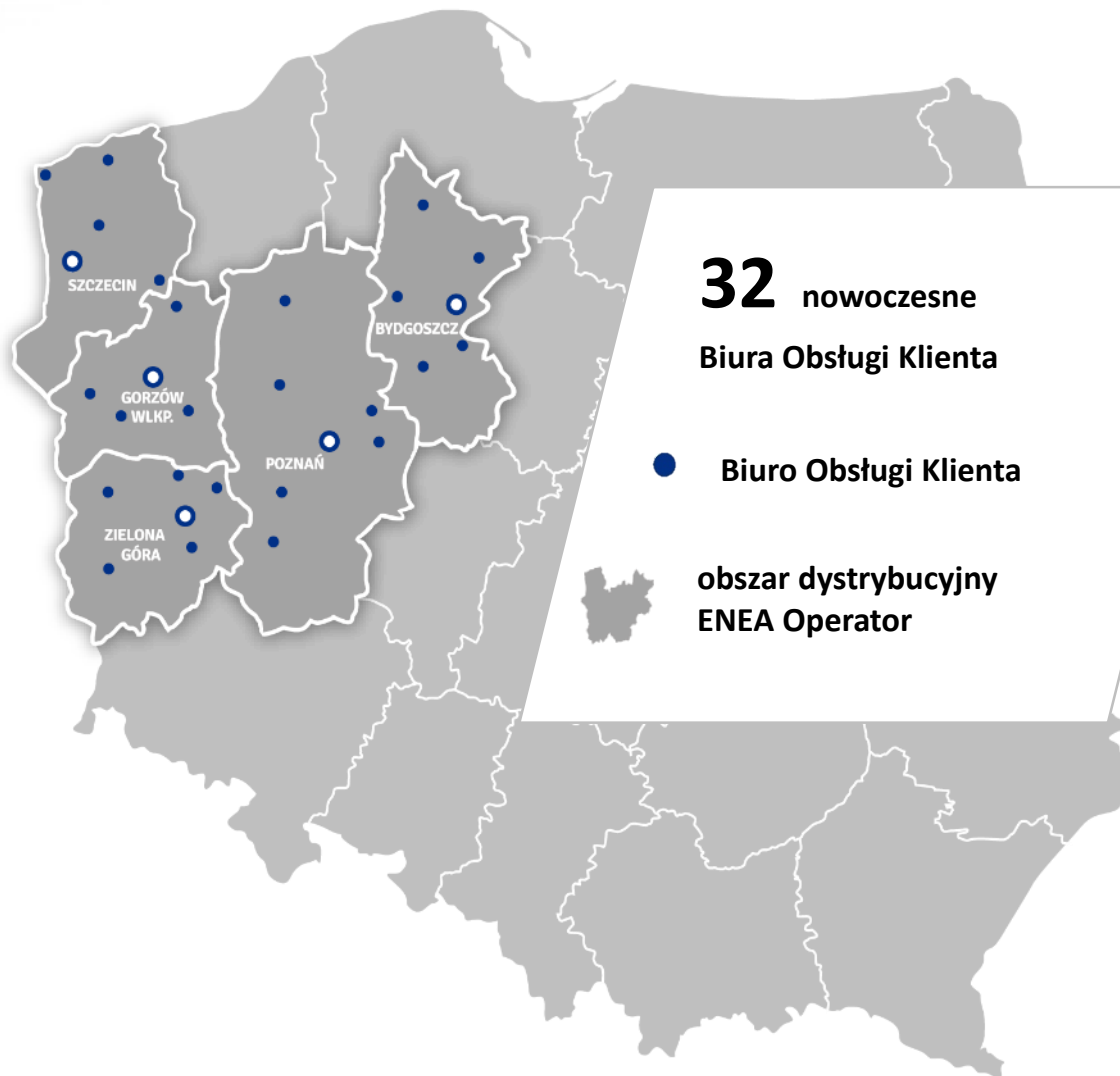 SZCZECIN
BYDGOSZCZ
GORZÓW
WLKP.
POZNAŃ
ZIELONA
GÓRA
32 nowoczesne
Biura Obsługi Klienta
Biuro Obsługi Klienta
obszar dystrybucyjny
ENEA Operator